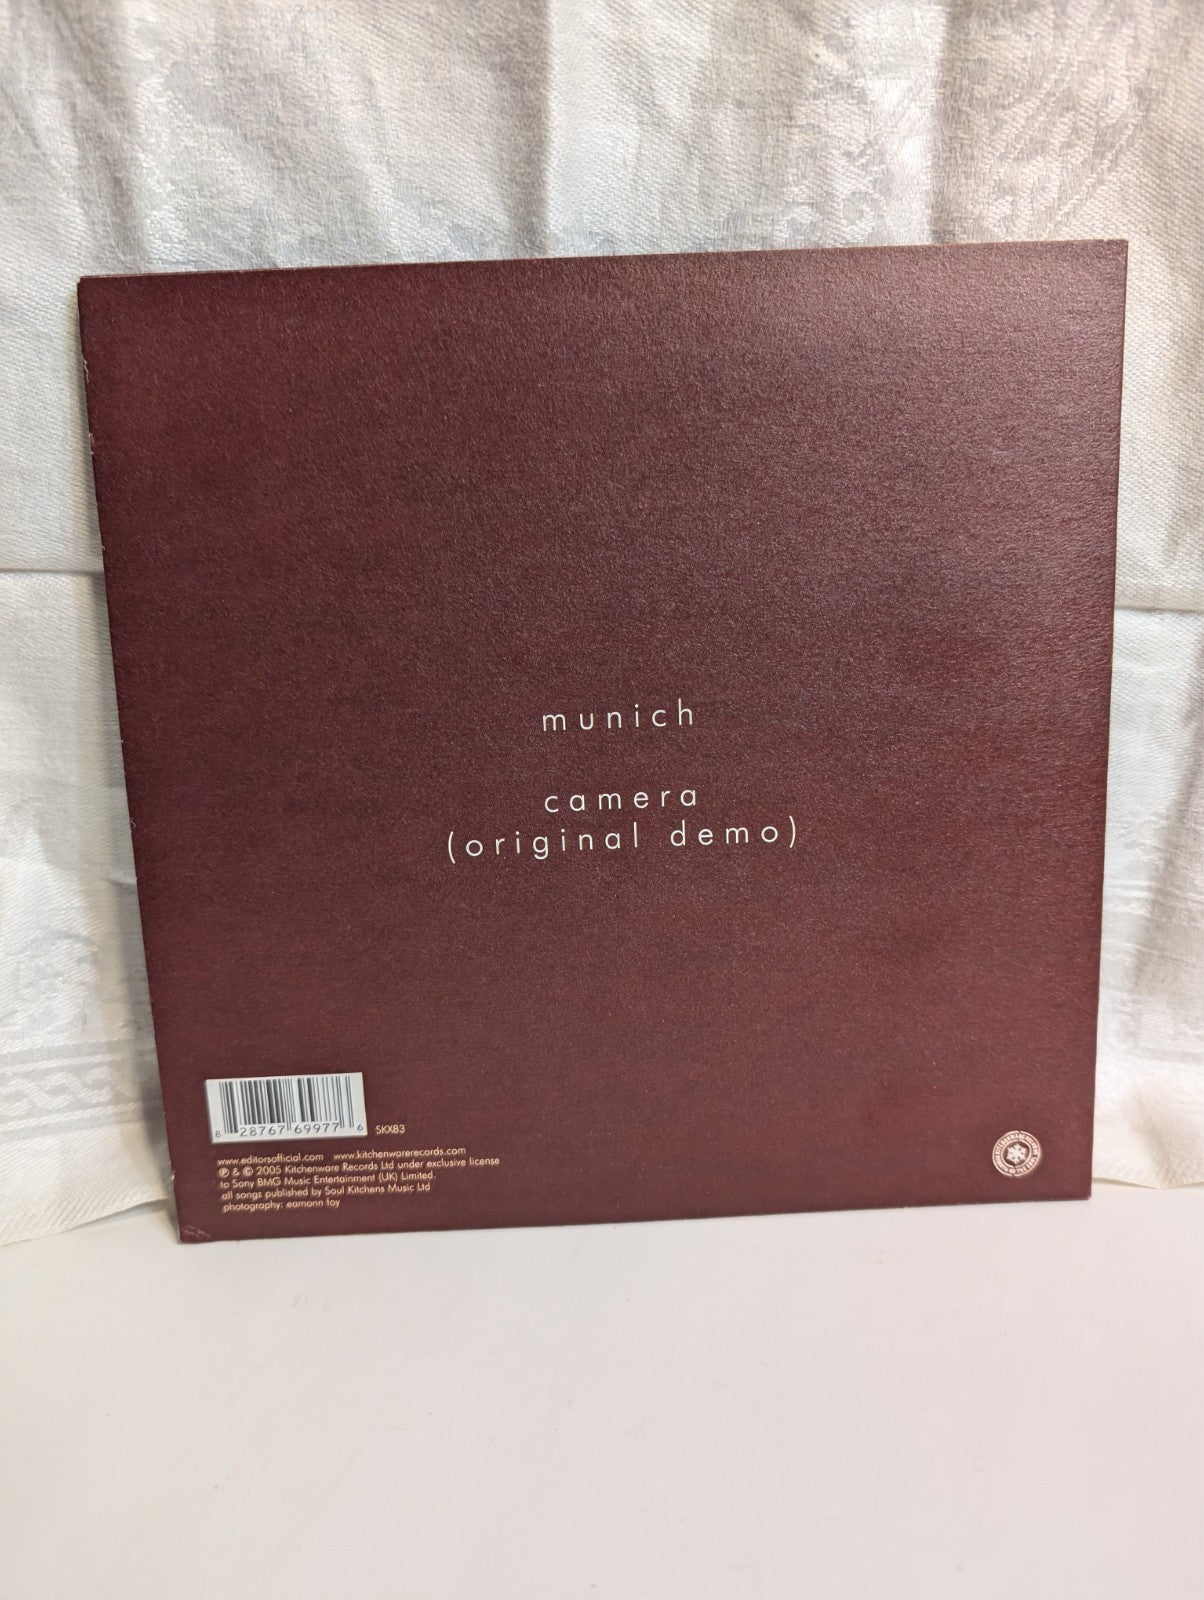 munich
camera
(original demo)
8 28767 69977 6
SKX83
www.editorsofficial.com www.kitchenwarerecords.com
℗ & © 2005 Kitchenware Records Ltd under exclusive license
to Sony BMG Music Entertainment (UK) Limited.
all songs published by Soul Kitchens Music Ltd
photography: eamonn foy